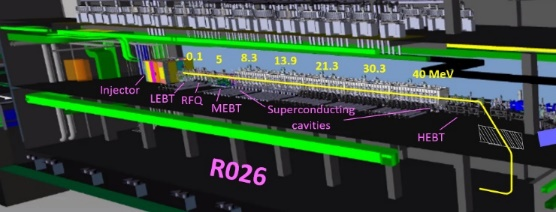 0.1 5 8.3 13.9 21.3 30.3 40 MeV
Injector
LEBT RFQ MEBT
Superconducting
cavities
HEBT
R026